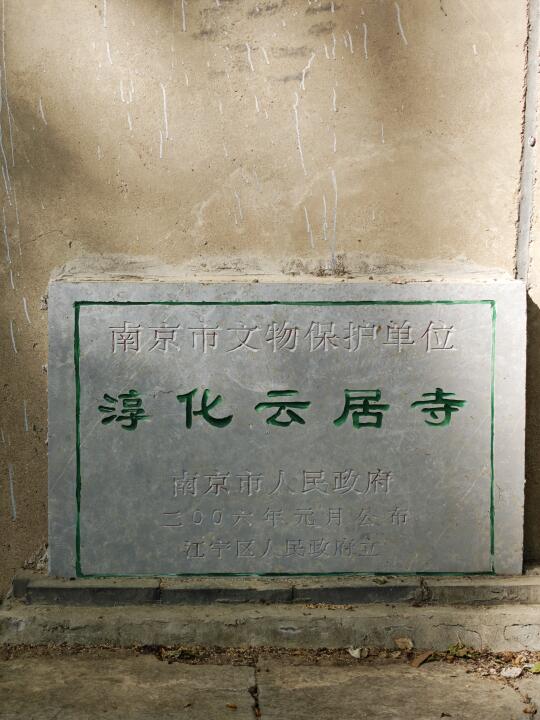 南京市文物保护单位
淳化云居寺
南京市人民政府
二00六年元月公布
江宁区人民政府立